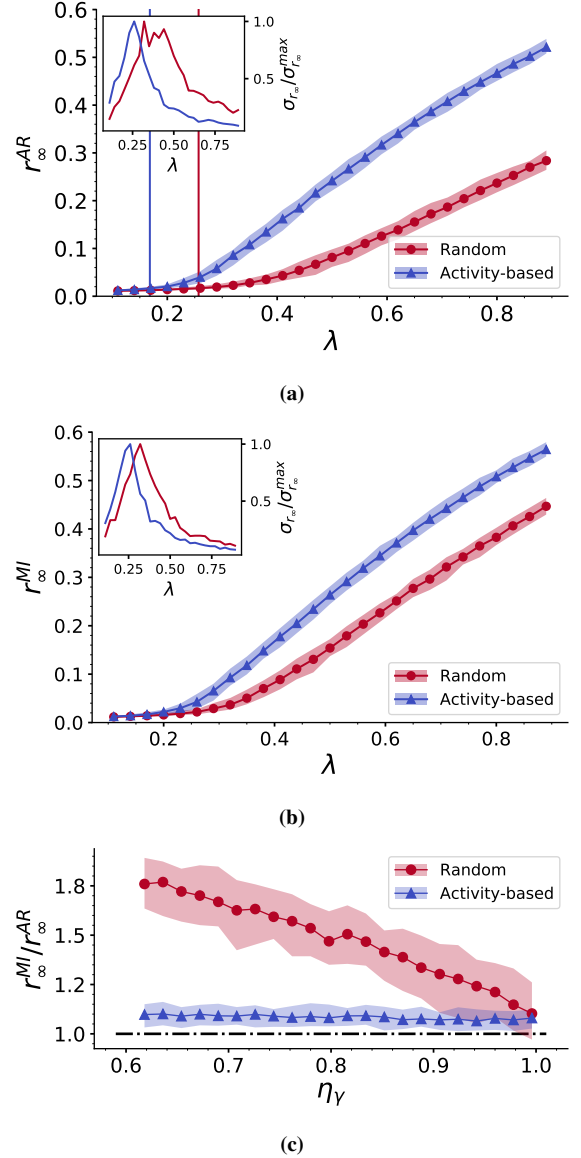 0.6
0.5
0.4
0.3
0.2
0.1
0.0
r∞^AR
1.0
0.5
σr∞/σr∞^max
0.25 0.50 0.75
λ
Random
Activity-based
0.2 0.4 0.6 0.8
λ
(a)
0.6
0.5
0.4
0.3
0.2
0.1
0.0
r∞^MI
1.0
0.5
σr∞/σr∞^max
0.25 0.50 0.75
λ
Random
Activity-based
0.2 0.4 0.6 0.8
λ
(b)
1.8
1.5
1.2
1.0
r∞^MI/r∞^AR
Random
Activity-based
0.6 0.7 0.8 0.9 1.0
ηγ
(c)